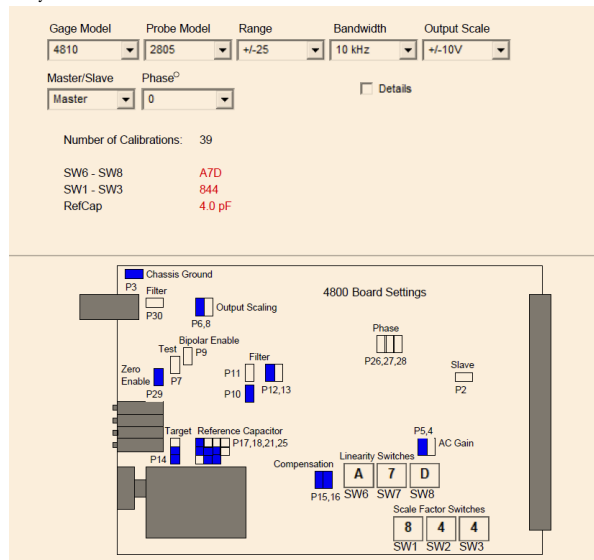 Gage Model Probe Model Range Bandwidth Output Scale
4810 2805 +/-25 10 kHz +/-10V
Master/Slave Phase° Details
Master 0
Number of Calibrations: 39
SW6 - SW8 A7D
SW1 - SW3 844
RefCap 4.0 pF
Chassis Ground
P3 Filter 4800 Board Settings
P30 Output Scaling
P6,8
Phase
Bipolar Enable
Test P9
P26,27,28
Zero Enable P7 P11 Filter Slave
P29 P10 P12,13 P2
Target Reference Capacitor P5,4
P14 P17,18,21,25 AC Gain
Compensation Linearity Switches
A 7 D
P15,16 SW6 SW7 SW8
Scale Factor Switches
8 4 4
SW1 SW2 SW3